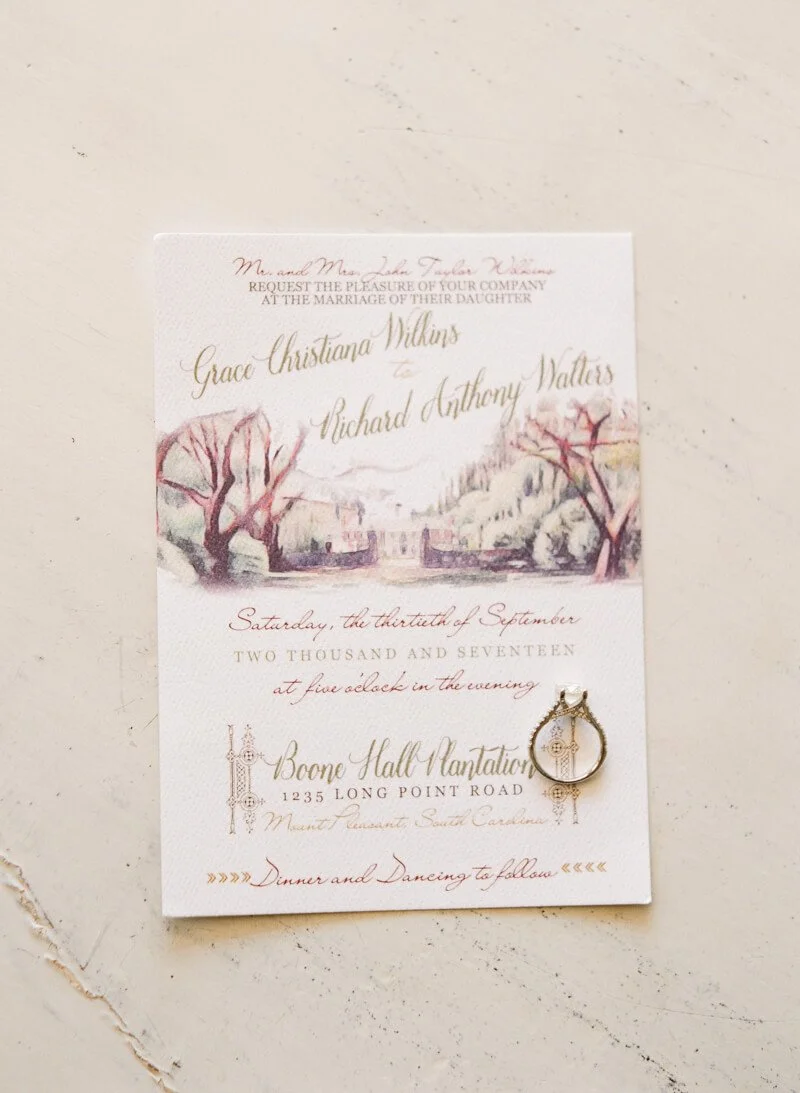 Mr. and Mrs. John Taylor Wilkins
REQUEST THE PLEASURE OF YOUR COMPANY
AT THE MARRIAGE OF THEIR DAUGHTER
Grace Christiana Wilkins
to
Richard Anthony Walters
Saturday, the thirtieth of September
TWO THOUSAND AND SEVENTEEN
at five o'clock in the evening
Boone Hall Plantation
1235 LONG POINT ROAD
Mount Pleasant, South Carolina
»»» Dinner and Dancing to follow ««««